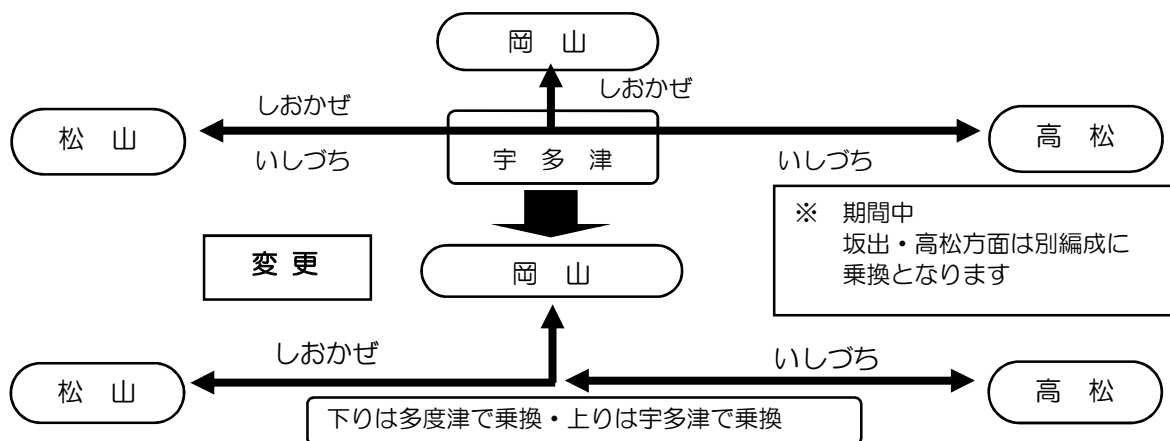 岡　山
しおかぜ
しおかぜ
松　山
宇　多　津
高　松
いしづち
いしづち
※　期間中
坂出・高松方面は別編成に
乗換となります
変 更
岡　山
しおかぜ
いしづち
松　山
高　松
下りは多度津で乗換・上りは宇多津で乗換